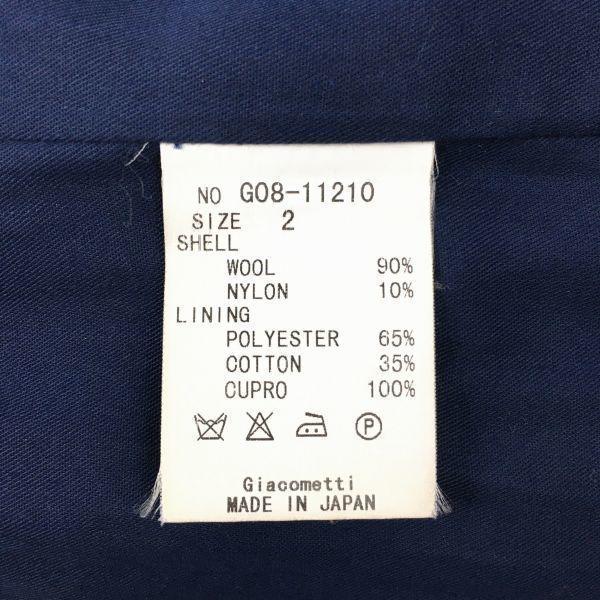 NO G08-11210
SIZE 2
SHELL
WOOL 90%
NYLON 10%
LINING
POLYESTER 65%
COTTON 35%
CUPRO 100%
P
Giacometti
MADE IN JAPAN